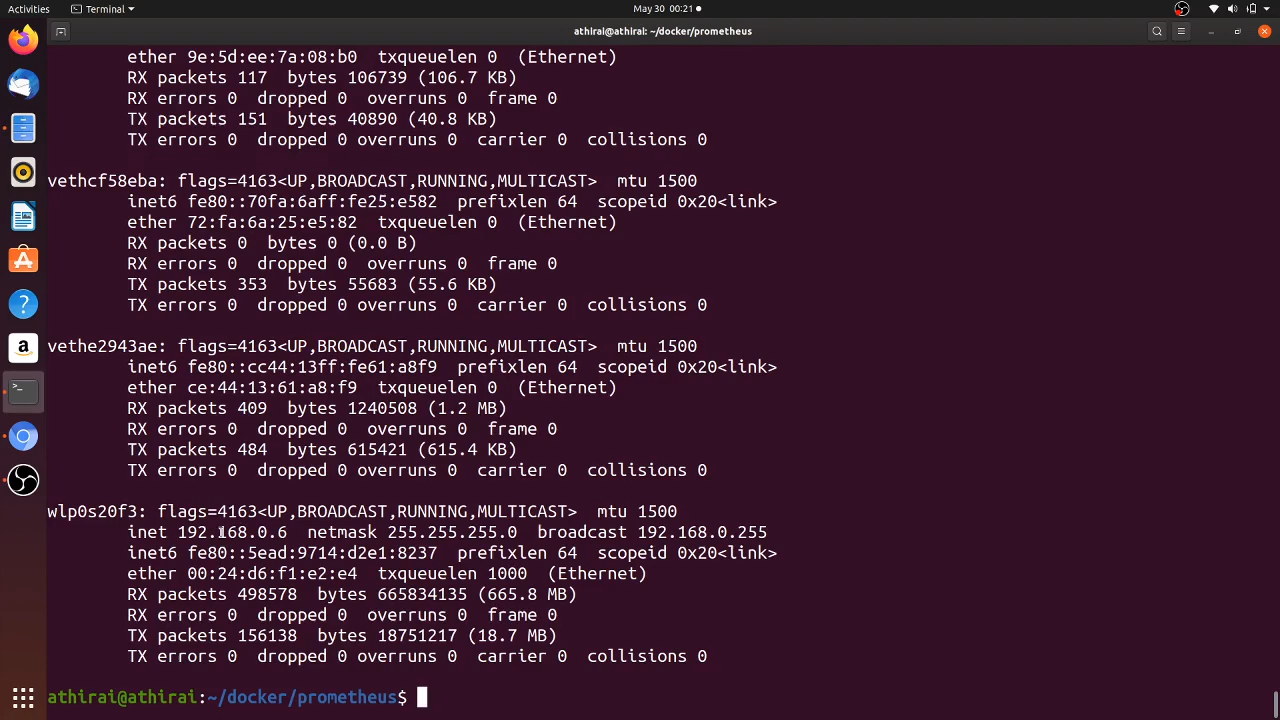 Activities
Terminal
May 30 00:21
athirai@athirai: ~/docker/prometheus
ether 9e:5d:ee:7a:08:b0 txqueuelen 0 (Ethernet)
RX packets 117 bytes 106739 (106.7 KB)
RX errors 0 dropped 0 overruns 0 frame 0
TX packets 151 bytes 40890 (40.8 KB)
TX errors 0 dropped 0 overruns 0 carrier 0 collisions 0
vethcf58eba: flags=4163<UP,BROADCAST,RUNNING,MULTICAST> mtu 1500
inet6 fe80::70fa:6aff:fe25:e582 prefixlen 64 scopeid 0x20<link>
ether 72:fa:6a:25:e5:82 txqueuelen 0 (Ethernet)
RX packets 0 bytes 0 (0.0 B)
RX errors 0 dropped 0 overruns 0 frame 0
TX packets 353 bytes 55683 (55.6 KB)
TX errors 0 dropped 0 overruns 0 carrier 0 collisions 0
vethe2943ae: flags=4163<UP,BROADCAST,RUNNING,MULTICAST> mtu 1500
inet6 fe80::cc44:13ff:fe61:a8f9 prefixlen 64 scopeid 0x20<link>
ether ce:44:13:61:a8:f9 txqueuelen 0 (Ethernet)
RX packets 409 bytes 1240508 (1.2 MB)
RX errors 0 dropped 0 overruns 0 frame 0
TX packets 484 bytes 615421 (615.4 KB)
TX errors 0 dropped 0 overruns 0 carrier 0 collisions 0
wlp0s20f3: flags=4163<UP,BROADCAST,RUNNING,MULTICAST> mtu 1500
inet 192.168.0.6 netmask 255.255.255.0 broadcast 192.168.0.255
inet6 fe80::5ead:9714:d2e1:8237 prefixlen 64 scopeid 0x20<link>
ether 00:24:d6:f1:e2:e4 txqueuelen 1000 (Ethernet)
RX packets 498578 bytes 665834135 (665.8 MB)
RX errors 0 dropped 0 overruns 0 frame 0
TX packets 156138 bytes 18751217 (18.7 MB)
TX errors 0 dropped 0 overruns 0 carrier 0 collisions 0
athirai@athirai:~/docker/prometheus$